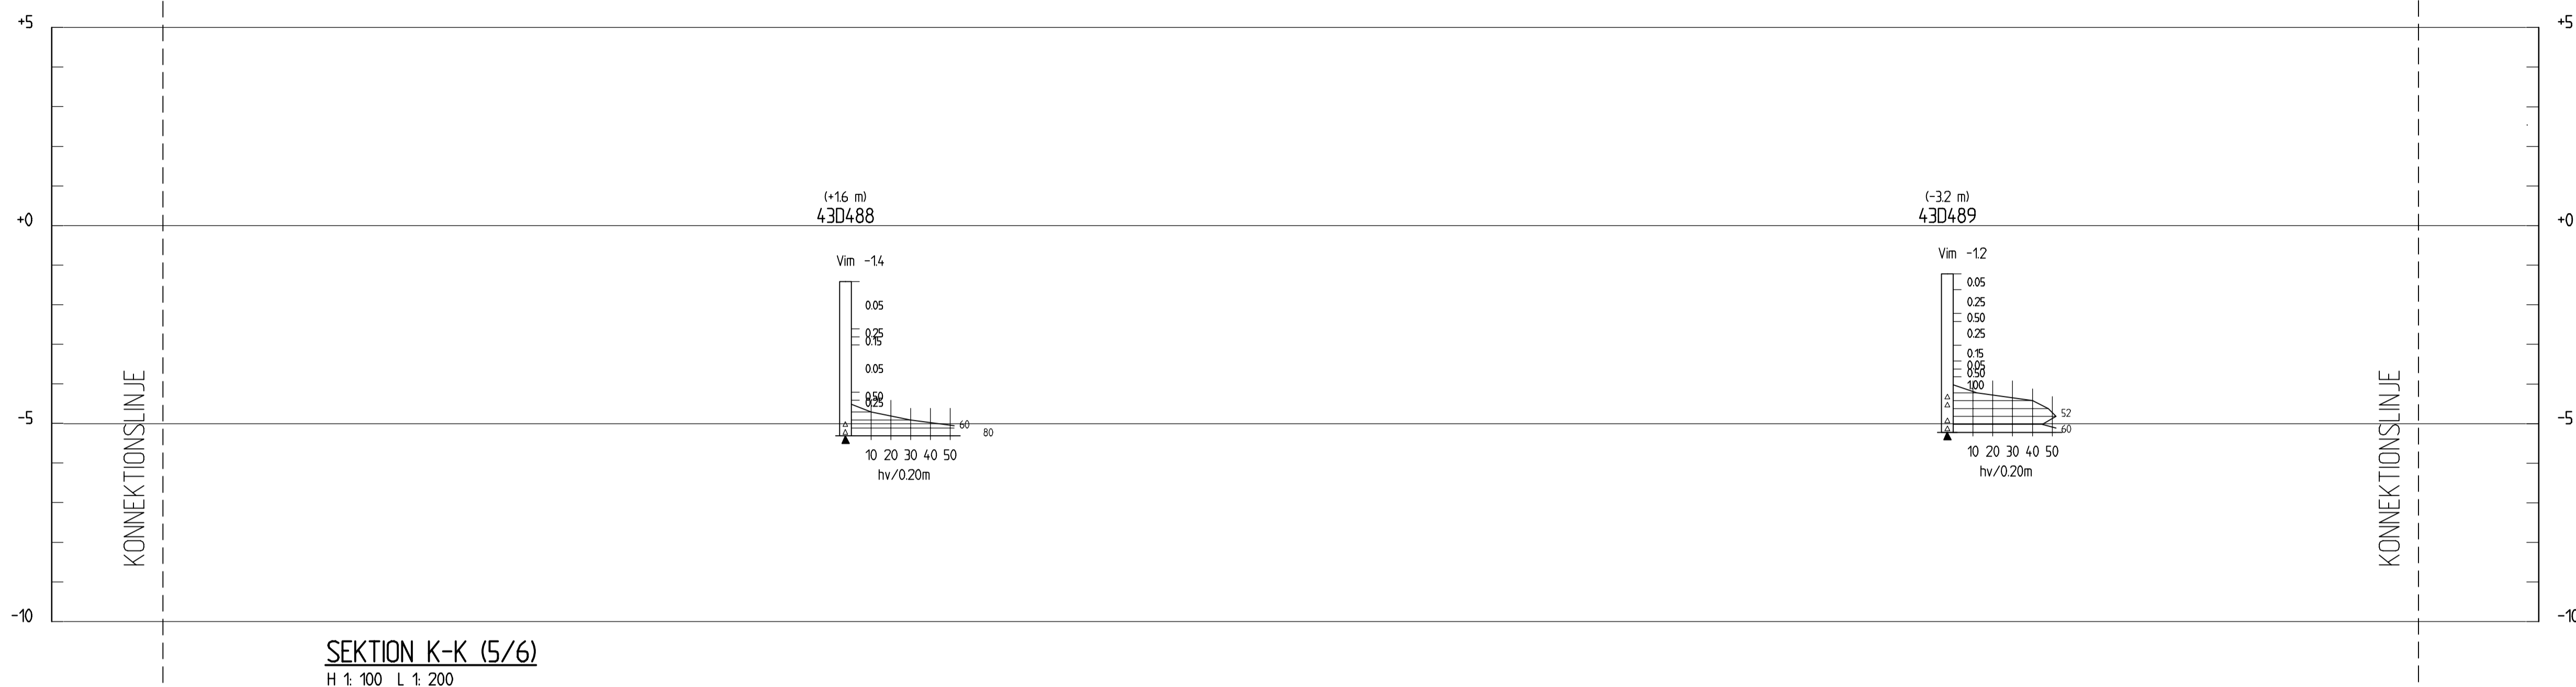 +5 +5
(+1.6 m) (-3.2 m)
43D488 43D489
+0 +0
Vim -1.4 Vim -1.2
0.05
0.25
0.15
0.05
0.50
0.25
60
80
10 20 30 40 50
hv/0.20m
0.05
0.25
0.50
0.25
0.15
0.05
0.50
100
52
60
10 20 30 40 50
hv/0.20m
-5 -5
KONNEKTIONSLINJE
KONNEKTIONSLINJE
-10 -10
SEKTION K-K (5/6)
H 1: 100 L 1: 200